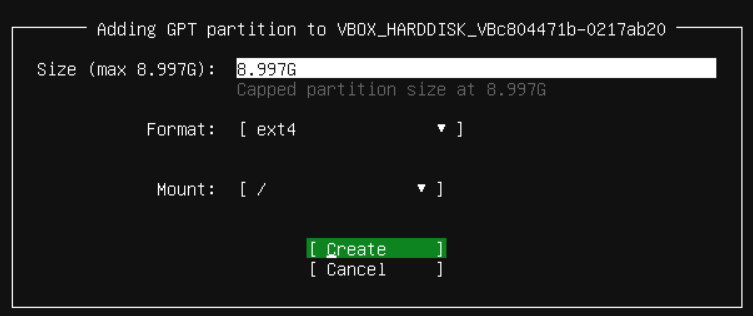 Adding GPT partition to VBOX_HARDDISK_VBc804471b-0217ab20
Size (max 8.997G): 8.997G
Capped partition size at 8.997G
Format: [ ext4 ▼ ]
Mount: [ / ▼ ]
[ Create ]
[ Cancel ]